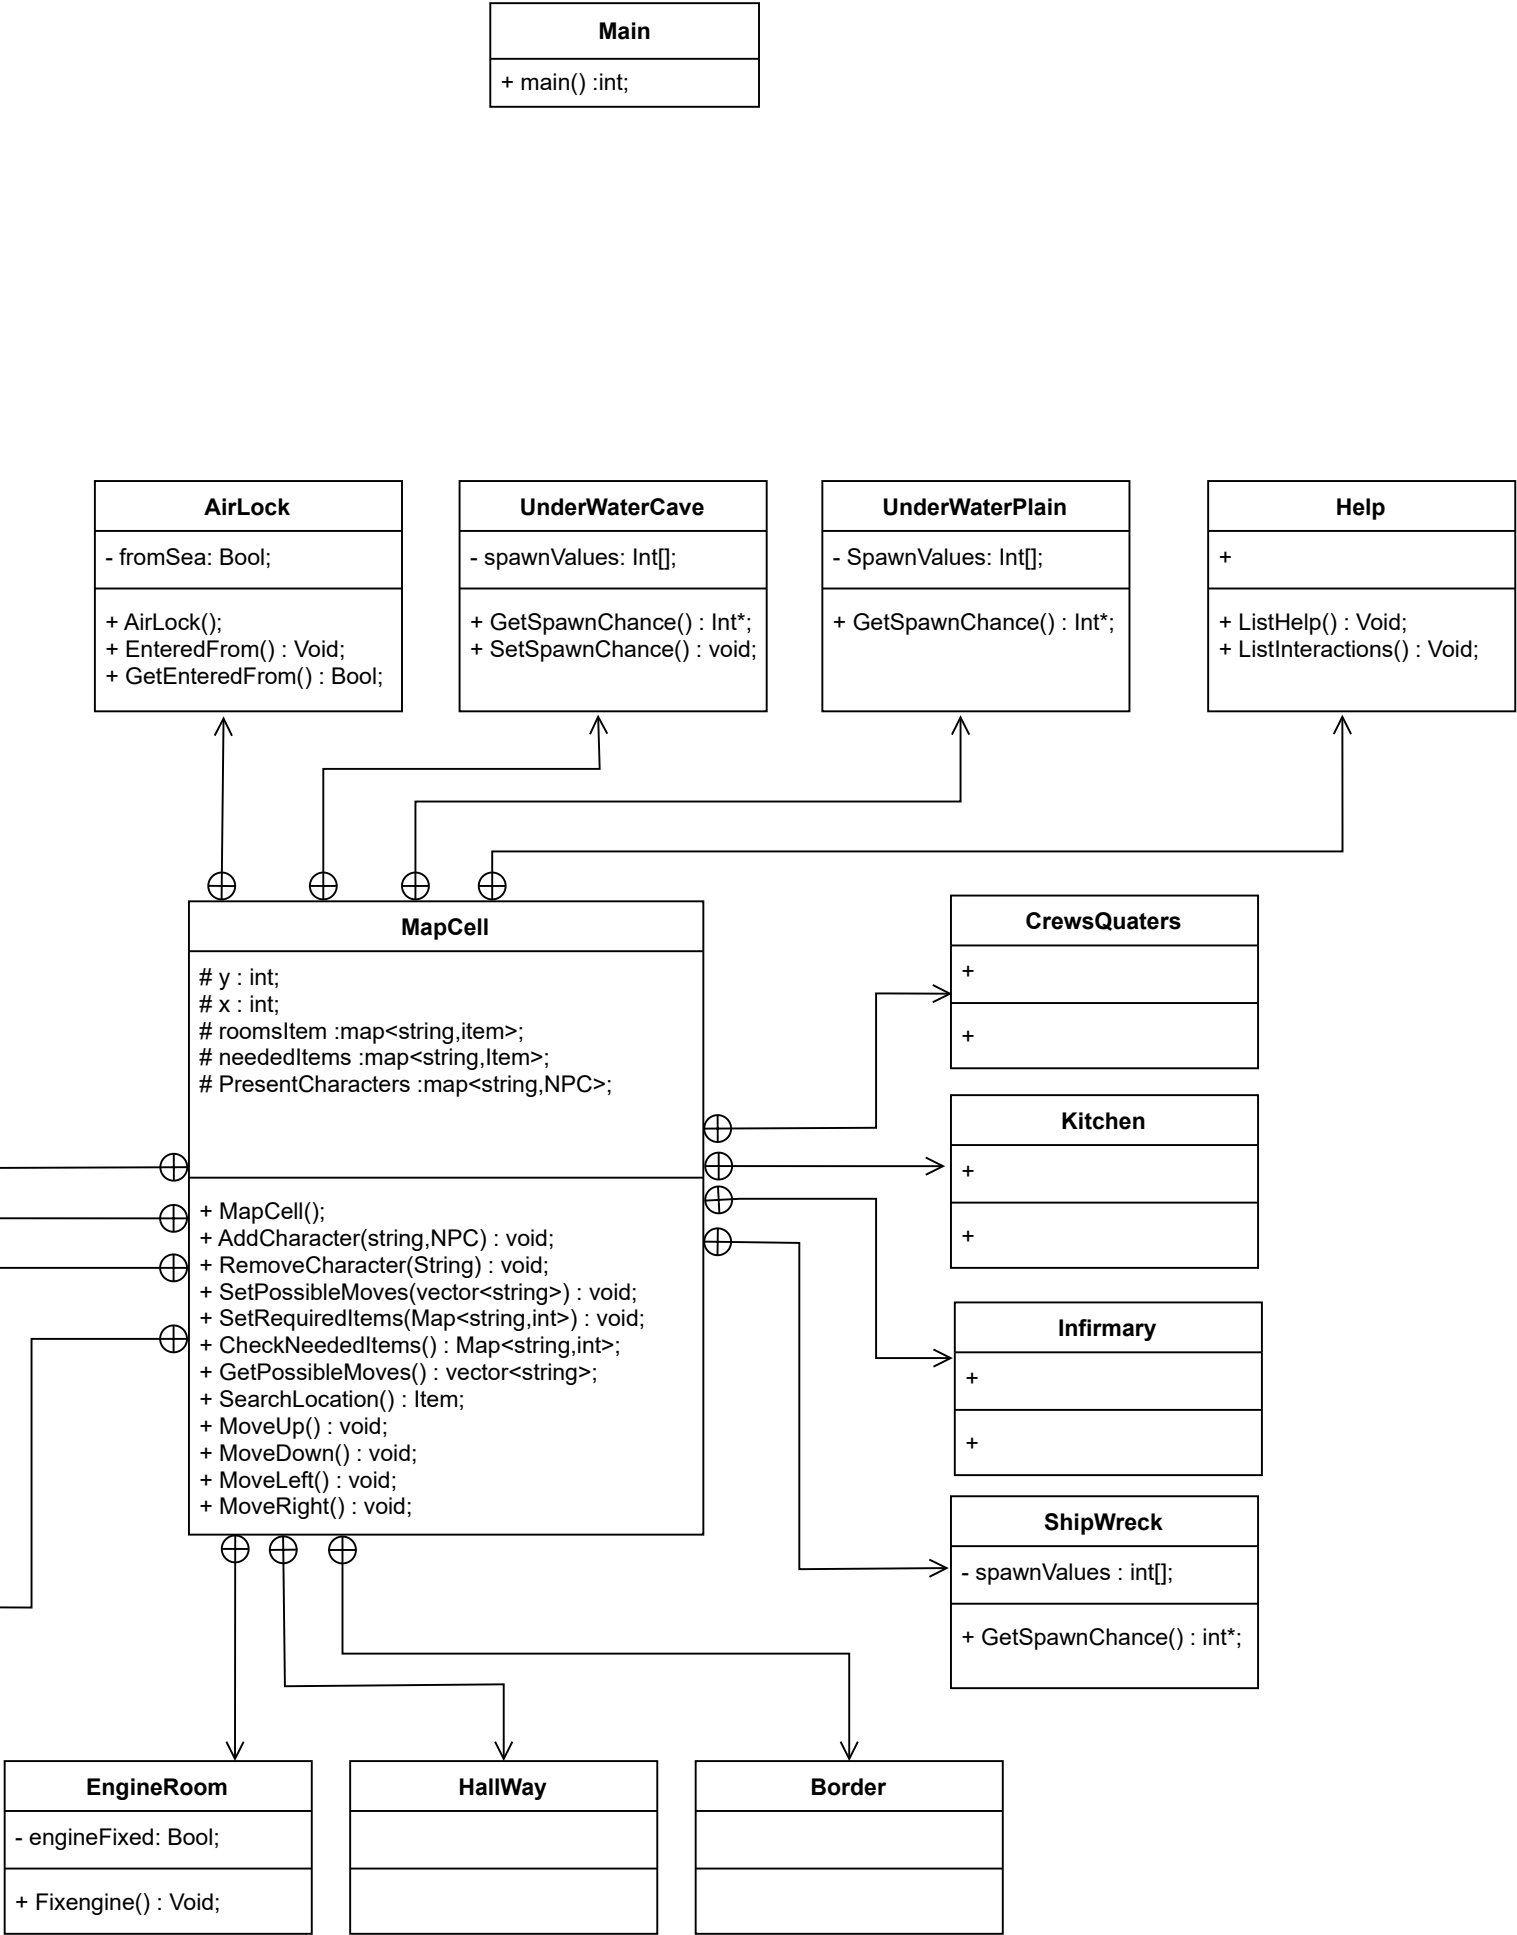 Main
+ main() :int;
AirLock
- fromSea: Bool;
+ AirLock();
+ EnteredFrom() : Void;
+ GetEnteredFrom() : Bool;
UnderWaterCave
- spawnValues: Int[];
+ GetSpawnChance() : Int*;
+ SetSpawnChance() : void;
UnderWaterPlain
- SpawnValues: Int[];
+ GetSpawnChance() : Int*;
Help
+
+ ListHelp() : Void;
+ ListInteractions() : Void;
MapCell
# y : int;
# x : int;
# roomsItem :map<string,item>;
# neededItems :map<string,Item>;
# PresentCharacters :map<string,NPC>;
+ MapCell();
+ AddCharacter(string,NPC) : void;
+ RemoveCharacter(String) : void;
+ SetPossibleMoves(vector<string>) : void;
+ SetRequiredItems(Map<string,int>) : void;
+ CheckNeededItems() : Map<string,int>;
+ GetPossibleMoves() : vector<string>;
+ SearchLocation() : Item;
+ MoveUp() : void;
+ MoveDown() : void;
+ MoveLeft() : void;
+ MoveRight() : void;
CrewsQuaters
+
+
Kitchen
+
+
Infirmary
+
+
ShipWreck
- spawnValues : int[];
+ GetSpawnChance() : int*;
EngineRoom
- engineFixed: Bool;
+ Fixengine() : Void;
HallWay
Border